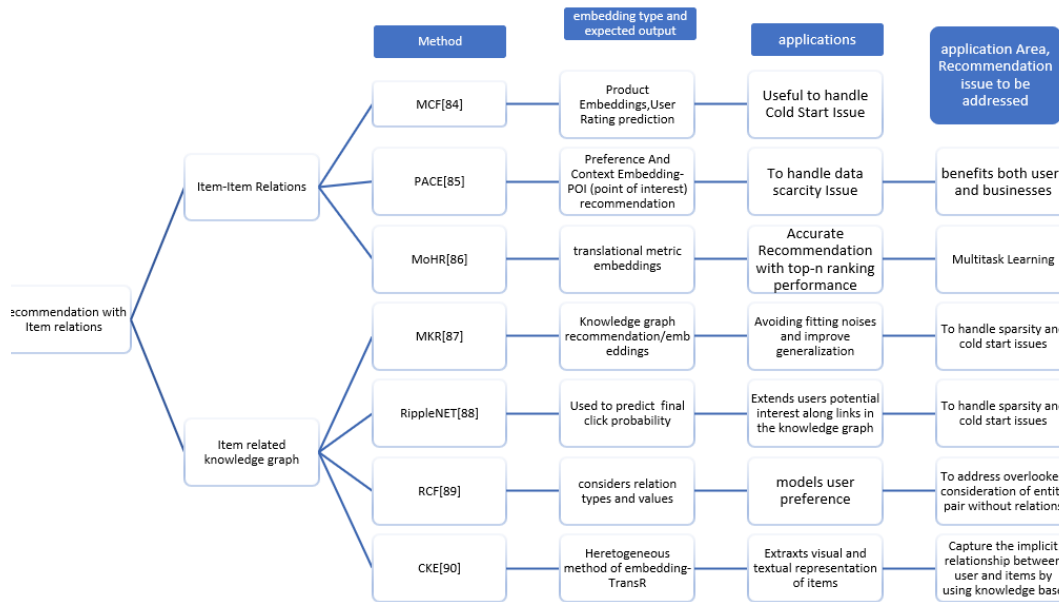 Method
embedding type and
expected output
applications
application Area,
Recommendation
issue to be
addressed
MCF[84]
Product
Embeddings,User
Rating prediction
Useful to handle
Cold Start Issue
Item-Item Relations
PACE[85]
Preference And
Context Embedding-
POI (point of interest)
recommendation
To handle data
scarcity Issue
benefits both user
and businesses
MoHR[86]
translational metric
embeddings
Accurate
Recommendation
with top-n ranking
performance
Multitask Learning
ecommendation with
Item relations
MKR[87]
Knowledge graph
recommendation/emb
eddings
Avoiding fitting noises
and improve
generalization
To handle sparsity and
cold start issues
RippleNET[88]
Used to predict final
click probability
Extends users potential
interest along links in
the knowledge graph
To handle sparsity and
cold start issues
Item related
knowledge graph
RCF[89]
considers relation
types and values
models user
preference
To address overlooke
consideration of entit
pair without relations
CKE[90]
Heretogeneous
method of embedding-
TransR
Extraxts visual and
textual representation
of items
Capture the implicit
relationship between
user and items by
using knowledge base